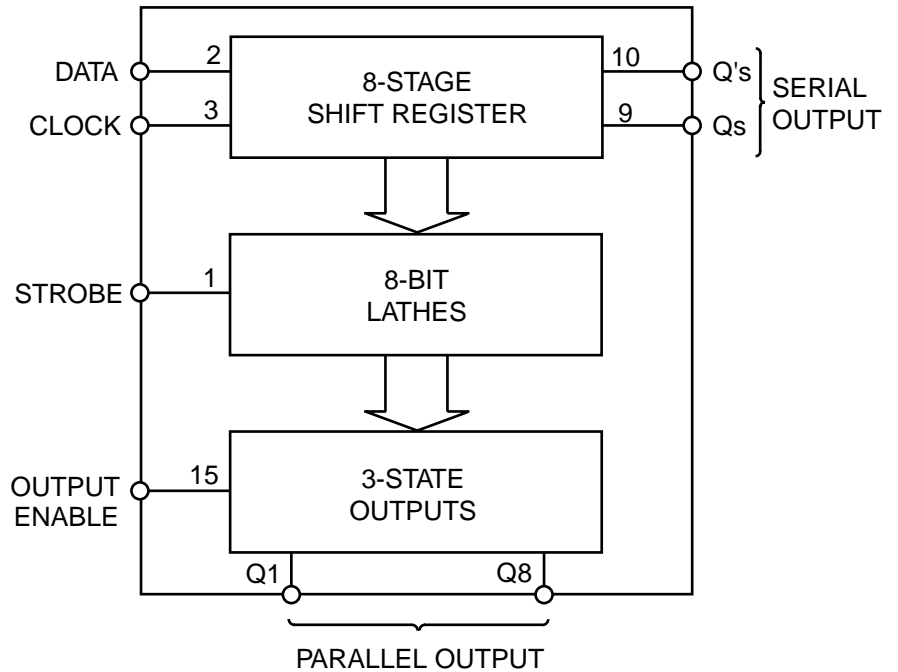 DATA
2
8-STAGE
SHIFT REGISTER
10
Q's
CLOCK
3
9
Qs
SERIAL
OUTPUT
STROBE
1
8-BIT
LATHES
OUTPUT
ENABLE
15
3-STATE
OUTPUTS
Q1
Q8
PARALLEL OUTPUT